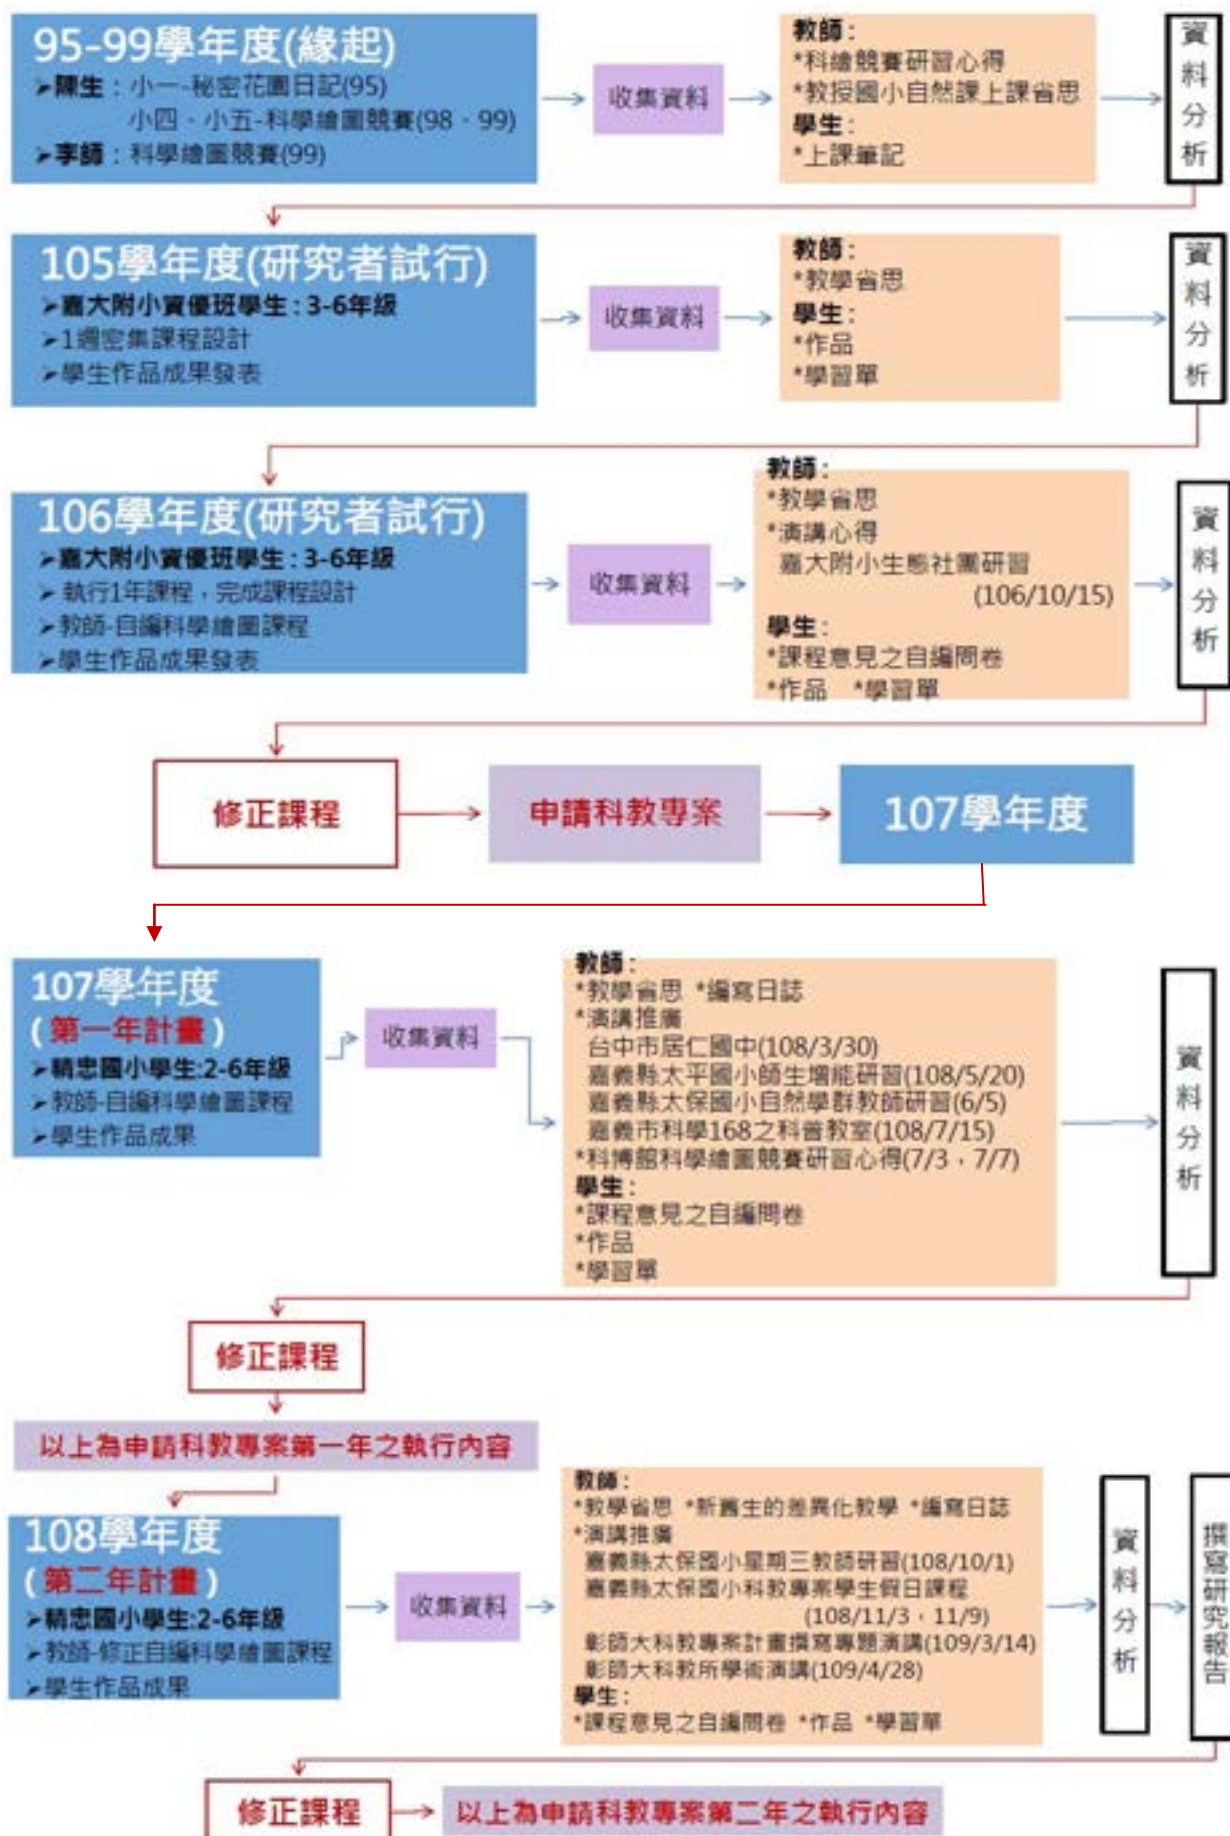 95-99學年度(緣起)
➤陳生：小一-秘密花園日記(95)
小四、小五-科學繪圖競賽(98、99)
➤李師：科學繪圖競賽(99)
收集資料
教師：
*科繪競賽研習心得
*教授國小自然課上課省思
學生：
*上課筆記
資料分析
105學年度(研究者試行)
➤嘉大附小資優班學生：3-6年級
➤1週密集課程設計
➤學生作品成果發表
收集資料
教師：
*教學省思
學生：
*作品
*學習單
資料分析
106學年度(研究者試行)
➤嘉大附小資優班學生：3-6年級
➤執行1年課程，完成課程設計
➤教師-自編科學繪圖課程
➤學生作品成果發表
收集資料
教師：
*教學省思
*演講心得
嘉大附小生態社團研習
(106/10/15)
學生：
*課程意見之自編問卷
*作品 *學習單
資料分析
修正課程
申請科教專案
107學年度
107學年度
(第一年計畫)
➤精忠國小學生:2-6年級
➤教師-自編科學繪圖課程
➤學生作品成果
收集資料
教師：
*教學省思 *編寫日誌
*演講推廣
台中市居仁國中(108/3/30)
嘉義縣太平國小師生增能研習(108/5/20)
嘉義縣太保國小自然學群教師研習(6/5)
嘉義市科學168之科普教室(108/7/15)
*科博館科學繪圖競賽研習心得(7/3，7/7)
學生：
*課程意見之自編問卷
*作品
*學習單
資料分析
修正課程
以上為申請科教專案第一年之執行內容
108學年度
(第二年計畫)
➤精忠國小學生:2-6年級
➤教師-修正自編科學繪圖課程
➤學生作品成果
收集資料
教師：
*教學省思 *新舊生的差異化教學 *編寫日誌
*演講推廣
嘉義縣太保國小星期三教師研習(108/10/1)
嘉義縣太保國小科教專案學生假日課程
(108/11/3，11/9)
彰師大科教專案計畫撰寫專題演講(109/3/14)
彰師大科教所學術演講(109/4/28)
學生：
*課程意見之自編問卷 *作品 *學習單
資料分析
撰寫研究報告
修正課程
以上為申請科教專案第二年之執行內容